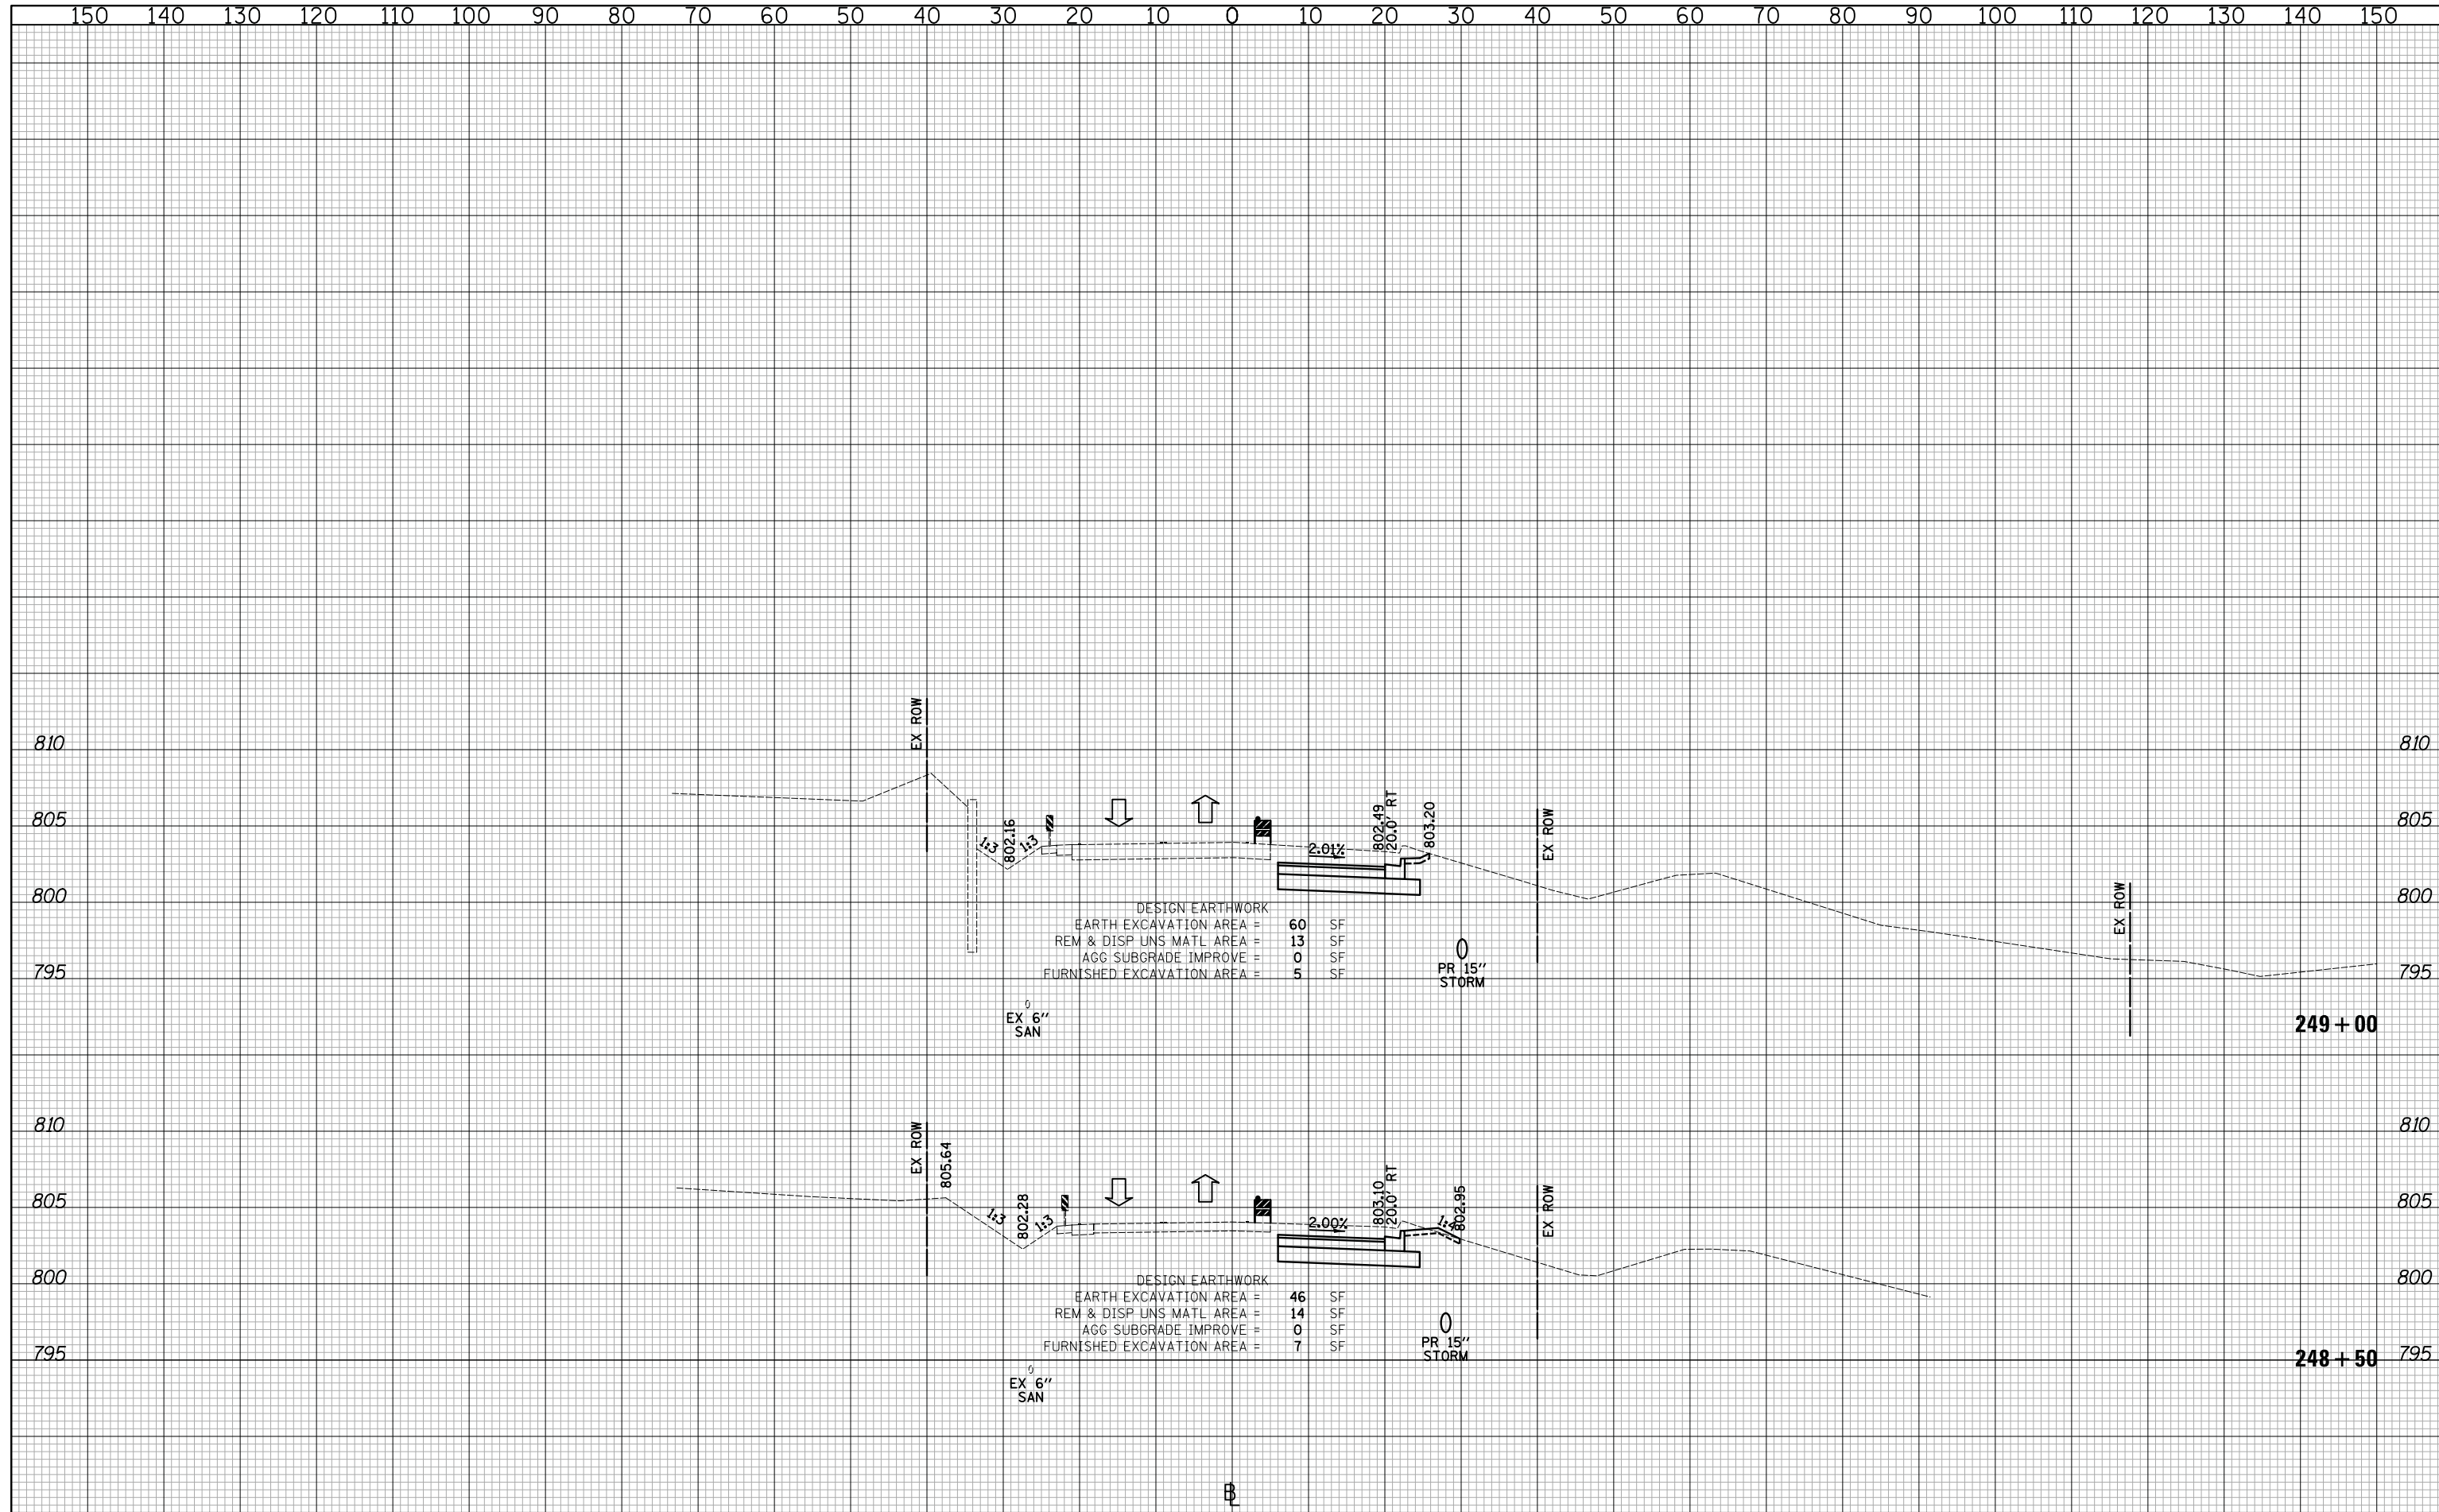 150 140 130 120 110 100 90 80 70 60 50 40 30 20 10 0 10 20 30 40 50 60 70 80 90 100 110 120 130 140 150
EX ROW
810 810
805 805
800 800
795 795
1:3
802.16
1:3
2.01%
802.49
20.0' RT
803.20
EX ROW
EX ROW
DESIGN EARTHWORK
EARTH EXCAVATION AREA = 60 SF
REM & DISP UNS MATL AREA = 13 SF
AGG SUBGRADE IMPROVE = 0 SF
FURNISHED EXCAVATION AREA = 5 SF
PR 15"
STORM
EX 6"
SAN
249+00
810 810
805 805
800 800
795 795
EX ROW
805.64
1:3
802.28
1:3
2.00%
803.10
20.0' RT
1:4
802.95
EX ROW
DESIGN EARTHWORK
EARTH EXCAVATION AREA = 46 SF
REM & DISP UNS MATL AREA = 14 SF
AGG SUBGRADE IMPROVE = 0 SF
FURNISHED EXCAVATION AREA = 7 SF
PR 15"
STORM
EX 6"
SAN
248+50
BL